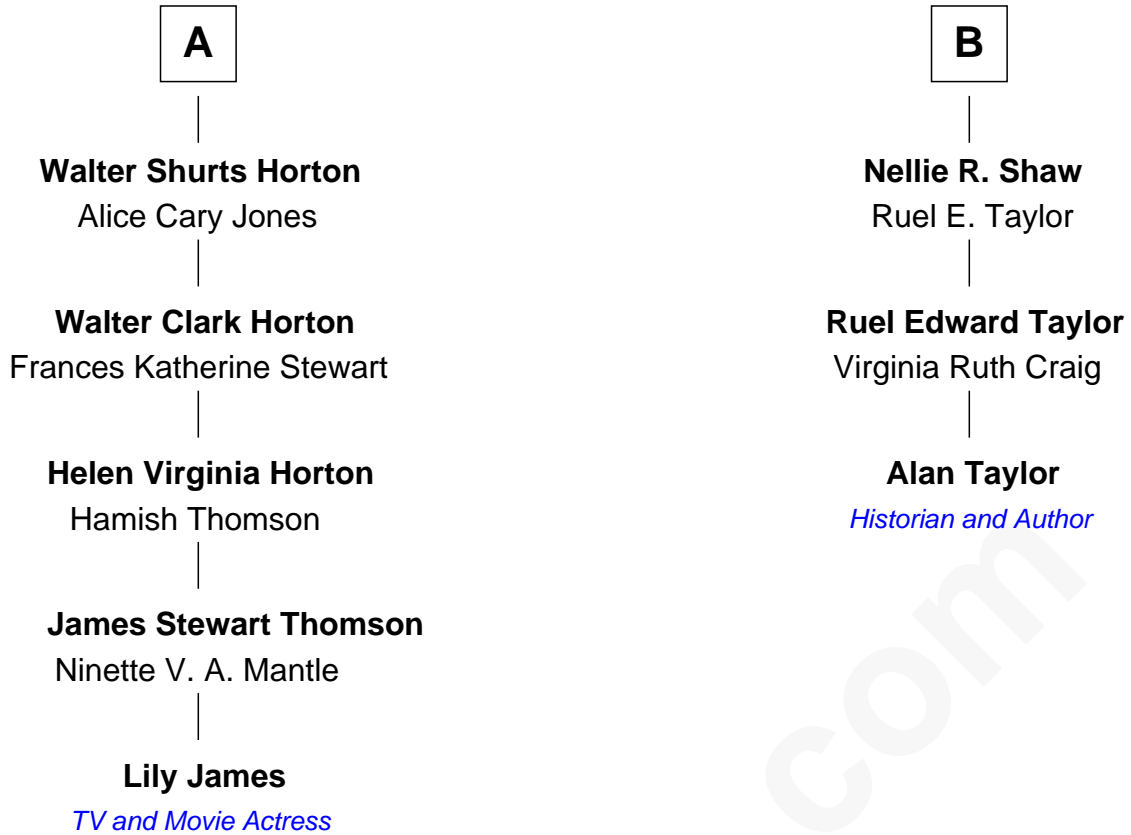 A
Walter Shurts Horton
Alice Cary Jones
Walter Clark Horton
Frances Katherine Stewart
Helen Virginia Horton
Hamish Thomson
James Stewart Thomson
Ninette V. A. Mantle
Lily James
TV and Movie Actress
B
Nellie R. Shaw
Ruel E. Taylor
Ruel Edward Taylor
Virginia Ruth Craig
Alan Taylor
Historian and Author
com